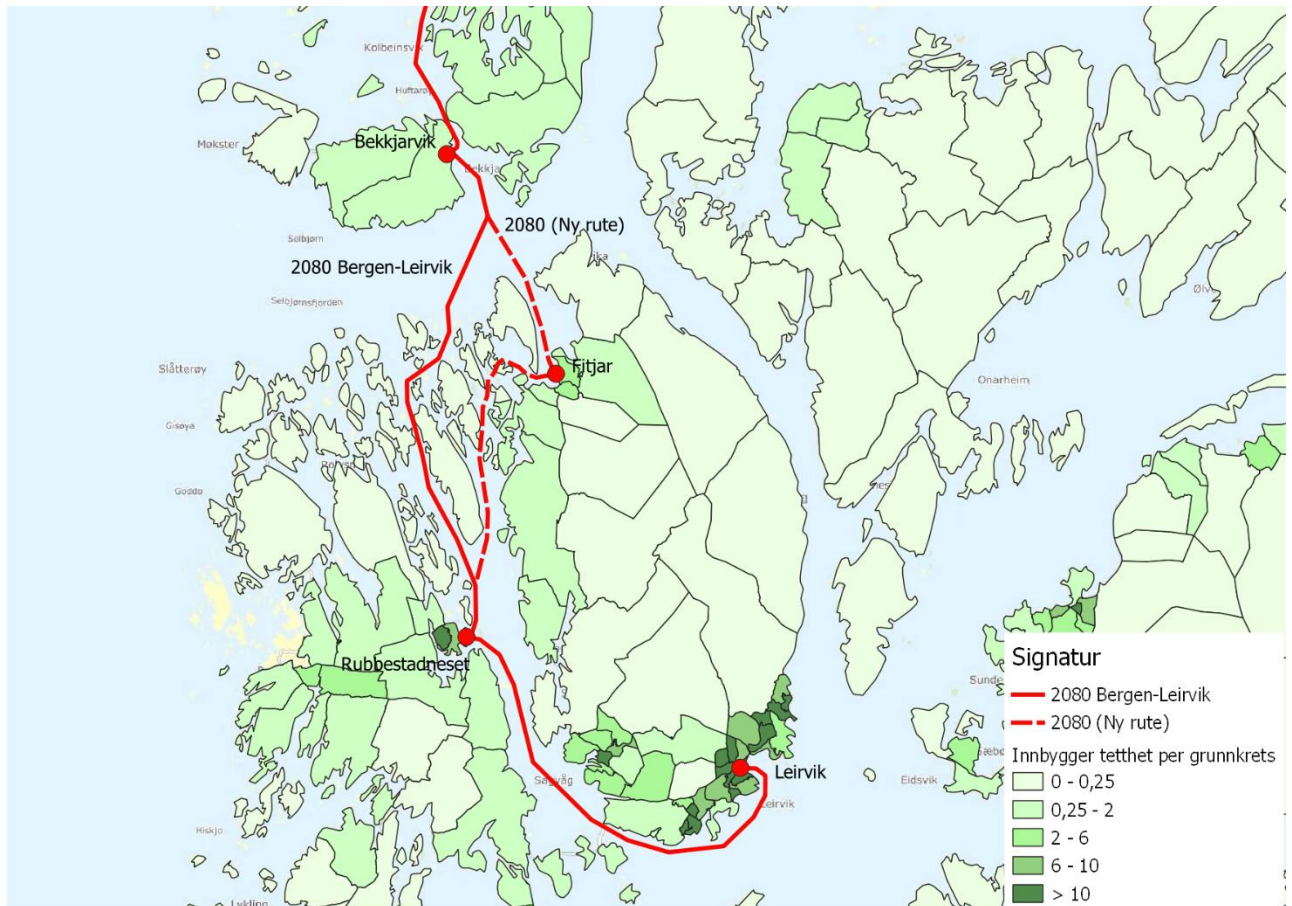 Kolbeinsvik
Huftarøy
Møkster
Bekkjarvik
Bekkja
Selbjørn
2080 (Ny rute)
2080 Bergen-Leirvik
Selbjørnsfjorden
Slåtterøy
Fitjar
Ølve
Onarheim
Gisøya
Goddo
Rubbestadneset
Sagvåg
Leirvik
Leirvik
Eidsvik
Hiskjo
Signatur
2080 Bergen-Leirvik
2080 (Ny rute)
Innbygger tetthet per grunnkrets
0 - 0,25
0,25 - 2
2 - 6
6 - 10
> 10